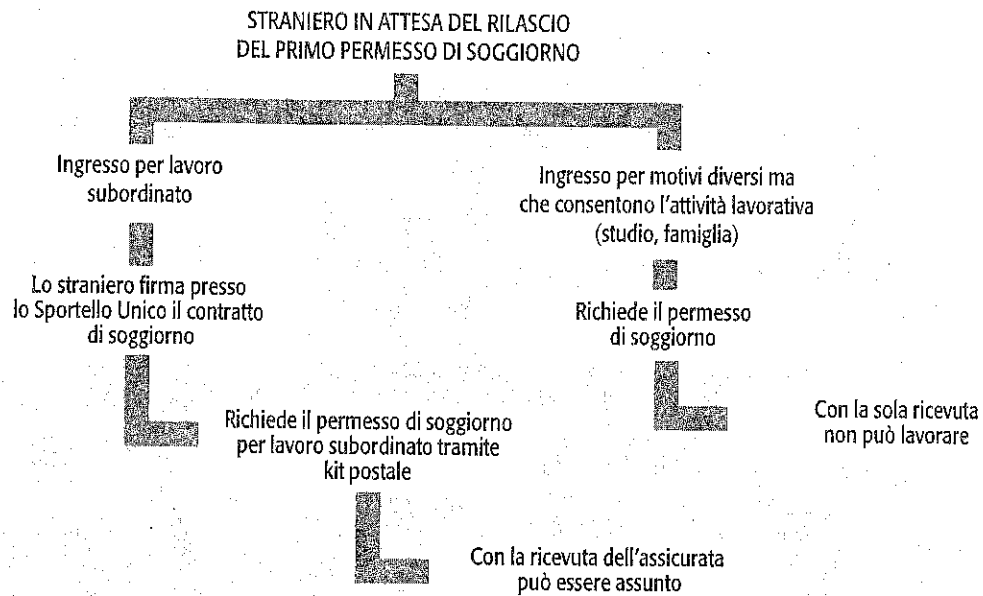 STRANIERO IN ATTESA DEL RILASCIO
DEL PRIMO PERMESSO DI SOGGIORNO
Ingresso per lavoro
subordinato
Ingresso per motivi diversi ma
che consentono l'attività lavorativa
(studio, famiglia)
Lo straniero firma presso
lo Sportello Unico il contratto
di soggiorno
Richiede il permesso
di soggiorno
Richiede il permesso di soggiorno
per lavoro subordinato tramite
kit postale
Con la sola ricevuta
non può lavorare
Con la ricevuta dell'assicurata
può essere assunto